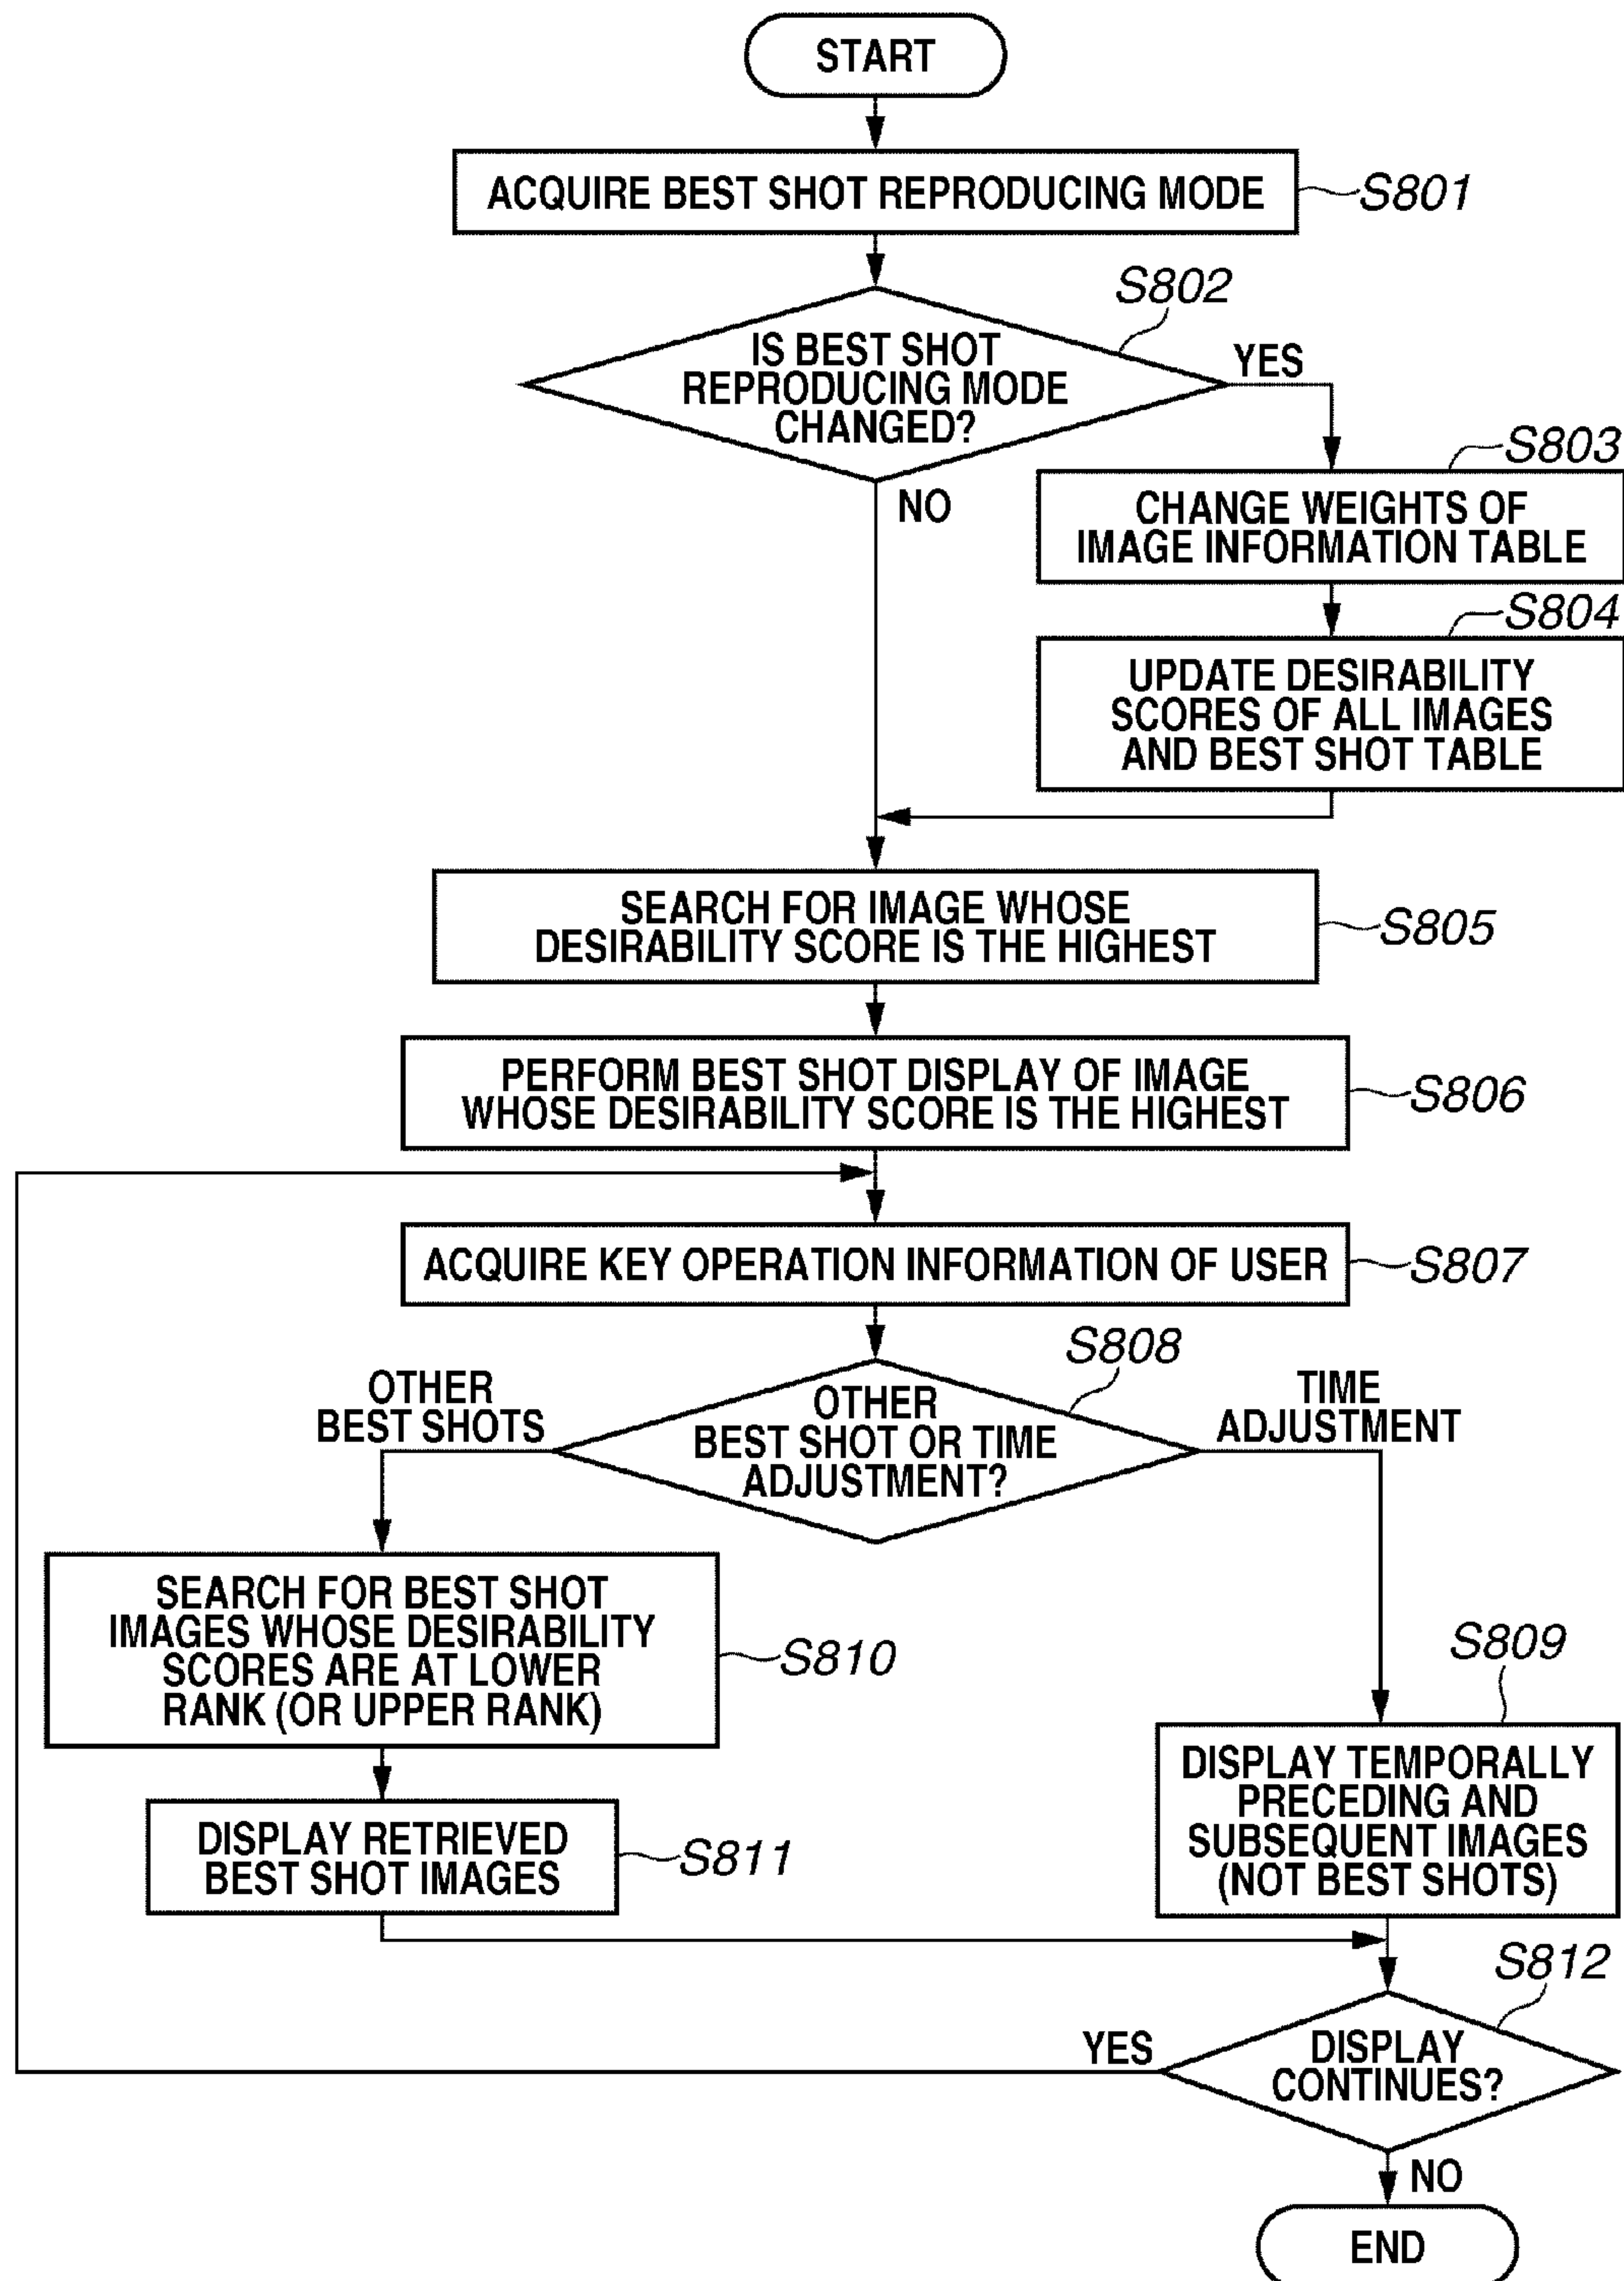 START
ACQUIRE BEST SHOT REPRODUCING MODE
S801
S802
IS BEST SHOT
REPRODUCING MODE
CHANGED?
YES
NO
S803
CHANGE WEIGHTS OF
IMAGE INFORMATION TABLE
S804
UPDATE DESIRABILITY
SCORES OF ALL IMAGES
AND BEST SHOT TABLE
SEARCH FOR IMAGE WHOSE
DESIRABILITY SCORE IS THE HIGHEST
S805
PERFORM BEST SHOT DISPLAY OF IMAGE
WHOSE DESIRABILITY SCORE IS THE HIGHEST
S806
ACQUIRE KEY OPERATION INFORMATION OF USER
S807
S808
OTHER
BEST SHOT OR TIME
ADJUSTMENT?
OTHER
BEST SHOTS
TIME
ADJUSTMENT
SEARCH FOR BEST SHOT
IMAGES WHOSE DESIRABILITY
SCORES ARE AT LOWER
RANK (OR UPPER RANK)
S810
DISPLAY RETRIEVED
BEST SHOT IMAGES
S811
S809
DISPLAY TEMPORALLY
PRECEDING AND
SUBSEQUENT IMAGES
(NOT BEST SHOTS)
S812
DISPLAY
CONTINUES?
YES
NO
END